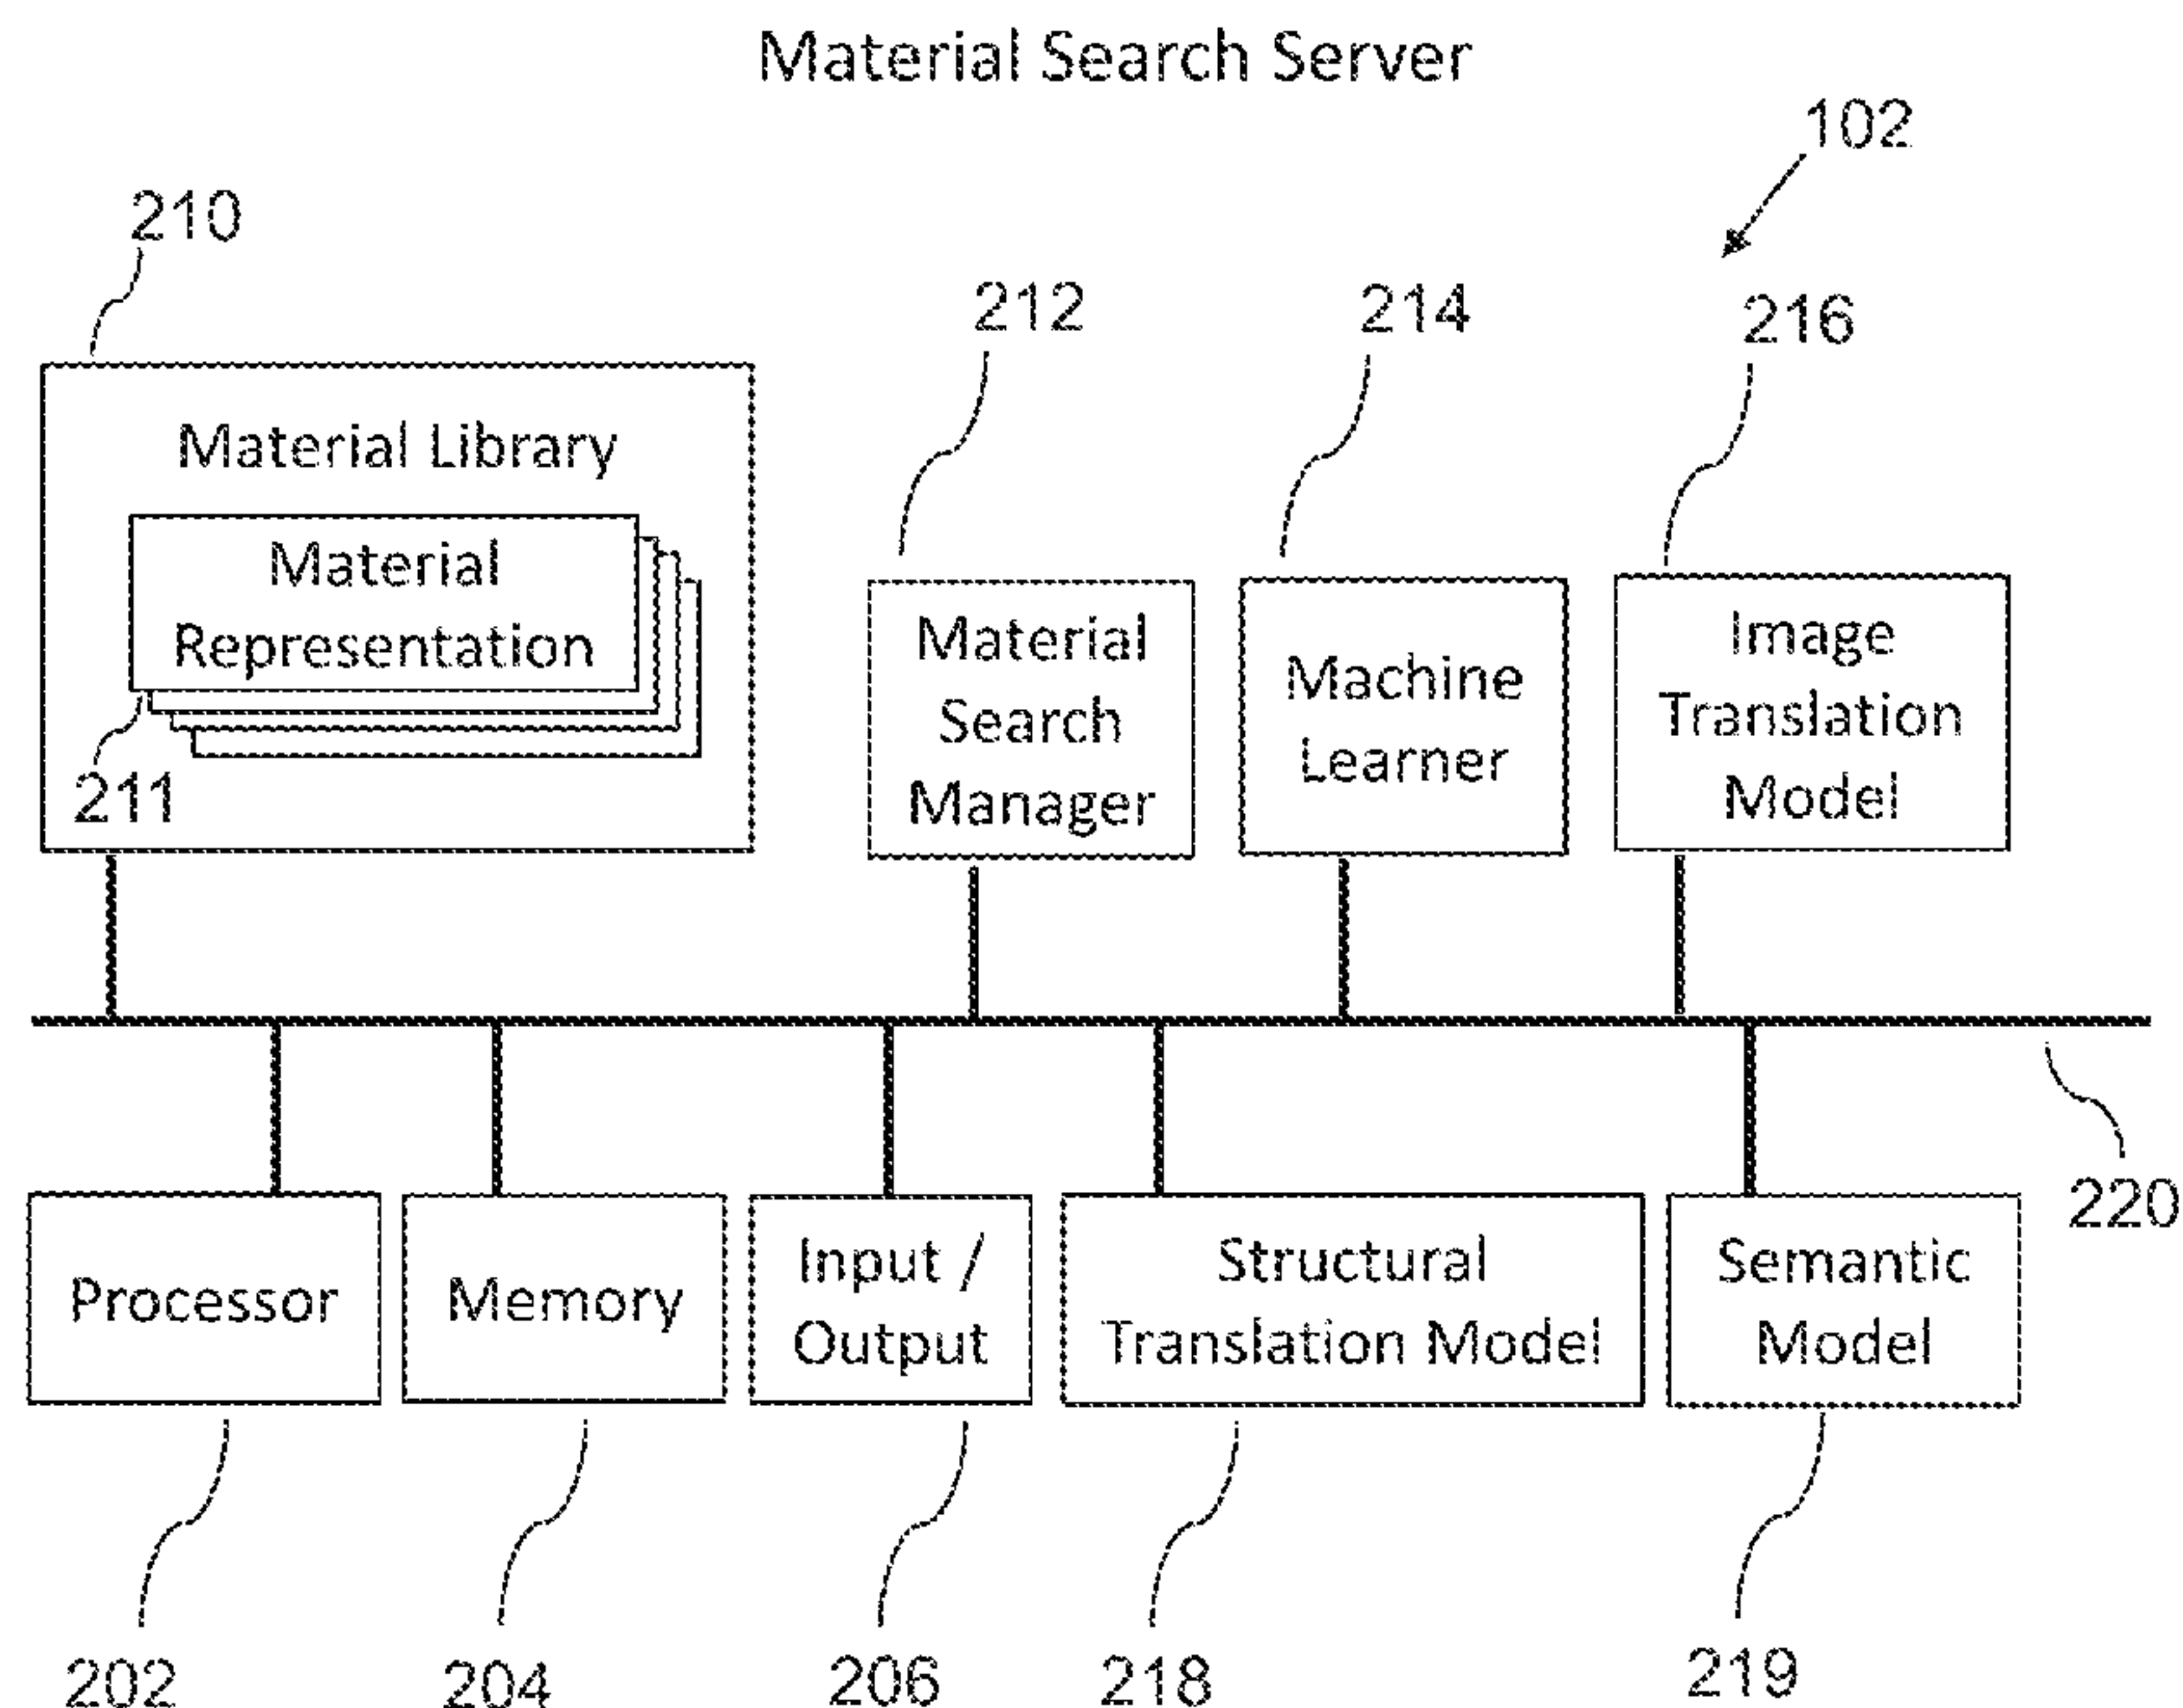 Material Search Server
102
210
212
214
216
Material Library
Material
Representation
211
Material
Search
Manager
Machine
Learner
Image
Translation
Model
220
Processor
Memory
Input /
Output
Structural
Translation Model
Semantic
Model
202
204
206
218
219